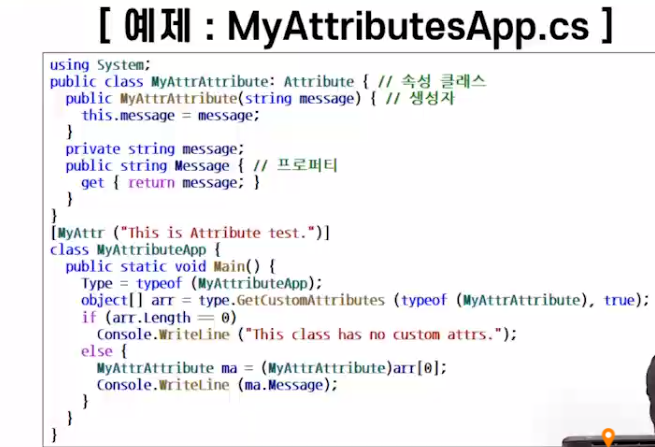 [ 예제 : MyAttributesApp.cs ]
using System;
public class MyAttrAttribute: Attribute { // 속성 클래스
public MyAttrAttribute(string message) { // 생성자
this.message = message;
}
private string message;
public string Message { // 프로퍼티
get { return message; }
}
}
[MyAttr ("This is Attribute test.")]
class MyAttributeApp {
public static void Main() {
Type = typeof (MyAttributeApp);
object[] arr = type.GetCustomAttributes (typeof (MyAttrAttribute), true);
if (arr.Length == 0)
Console.WriteLine ("This class has no custom attrs.");
else {
MyAttrAttribute ma = (MyAttrAttribute)arr[0];
Console.WriteLine (ma.Message);
}
}
}